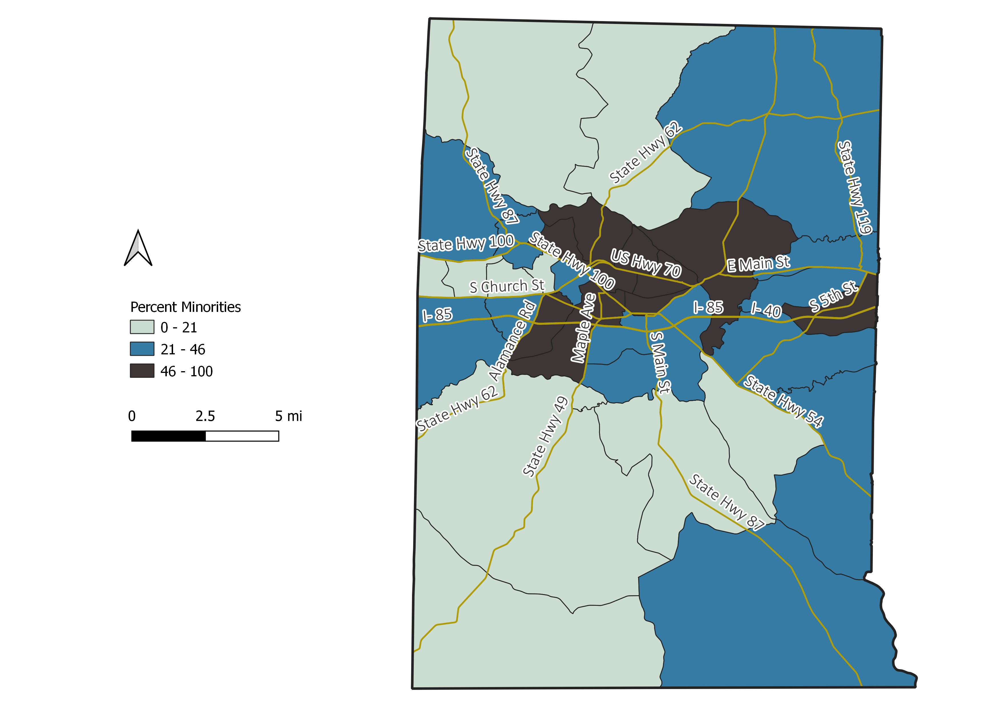 State Hwy 62
State Hwy 119
State Hwy 87
State Hwy 100
State Hwy 100
US Hwy 70
E Main St
S Church St
S 5th St
I- 85
I- 85
I- 40
Alamance Rd
Maple Ave
S Main St
State Hwy 62
State Hwy 49
State Hwy 54
State Hwy 87
Percent Minorities
0 - 21
21 - 46
46 - 100
0 2.5 5 mi